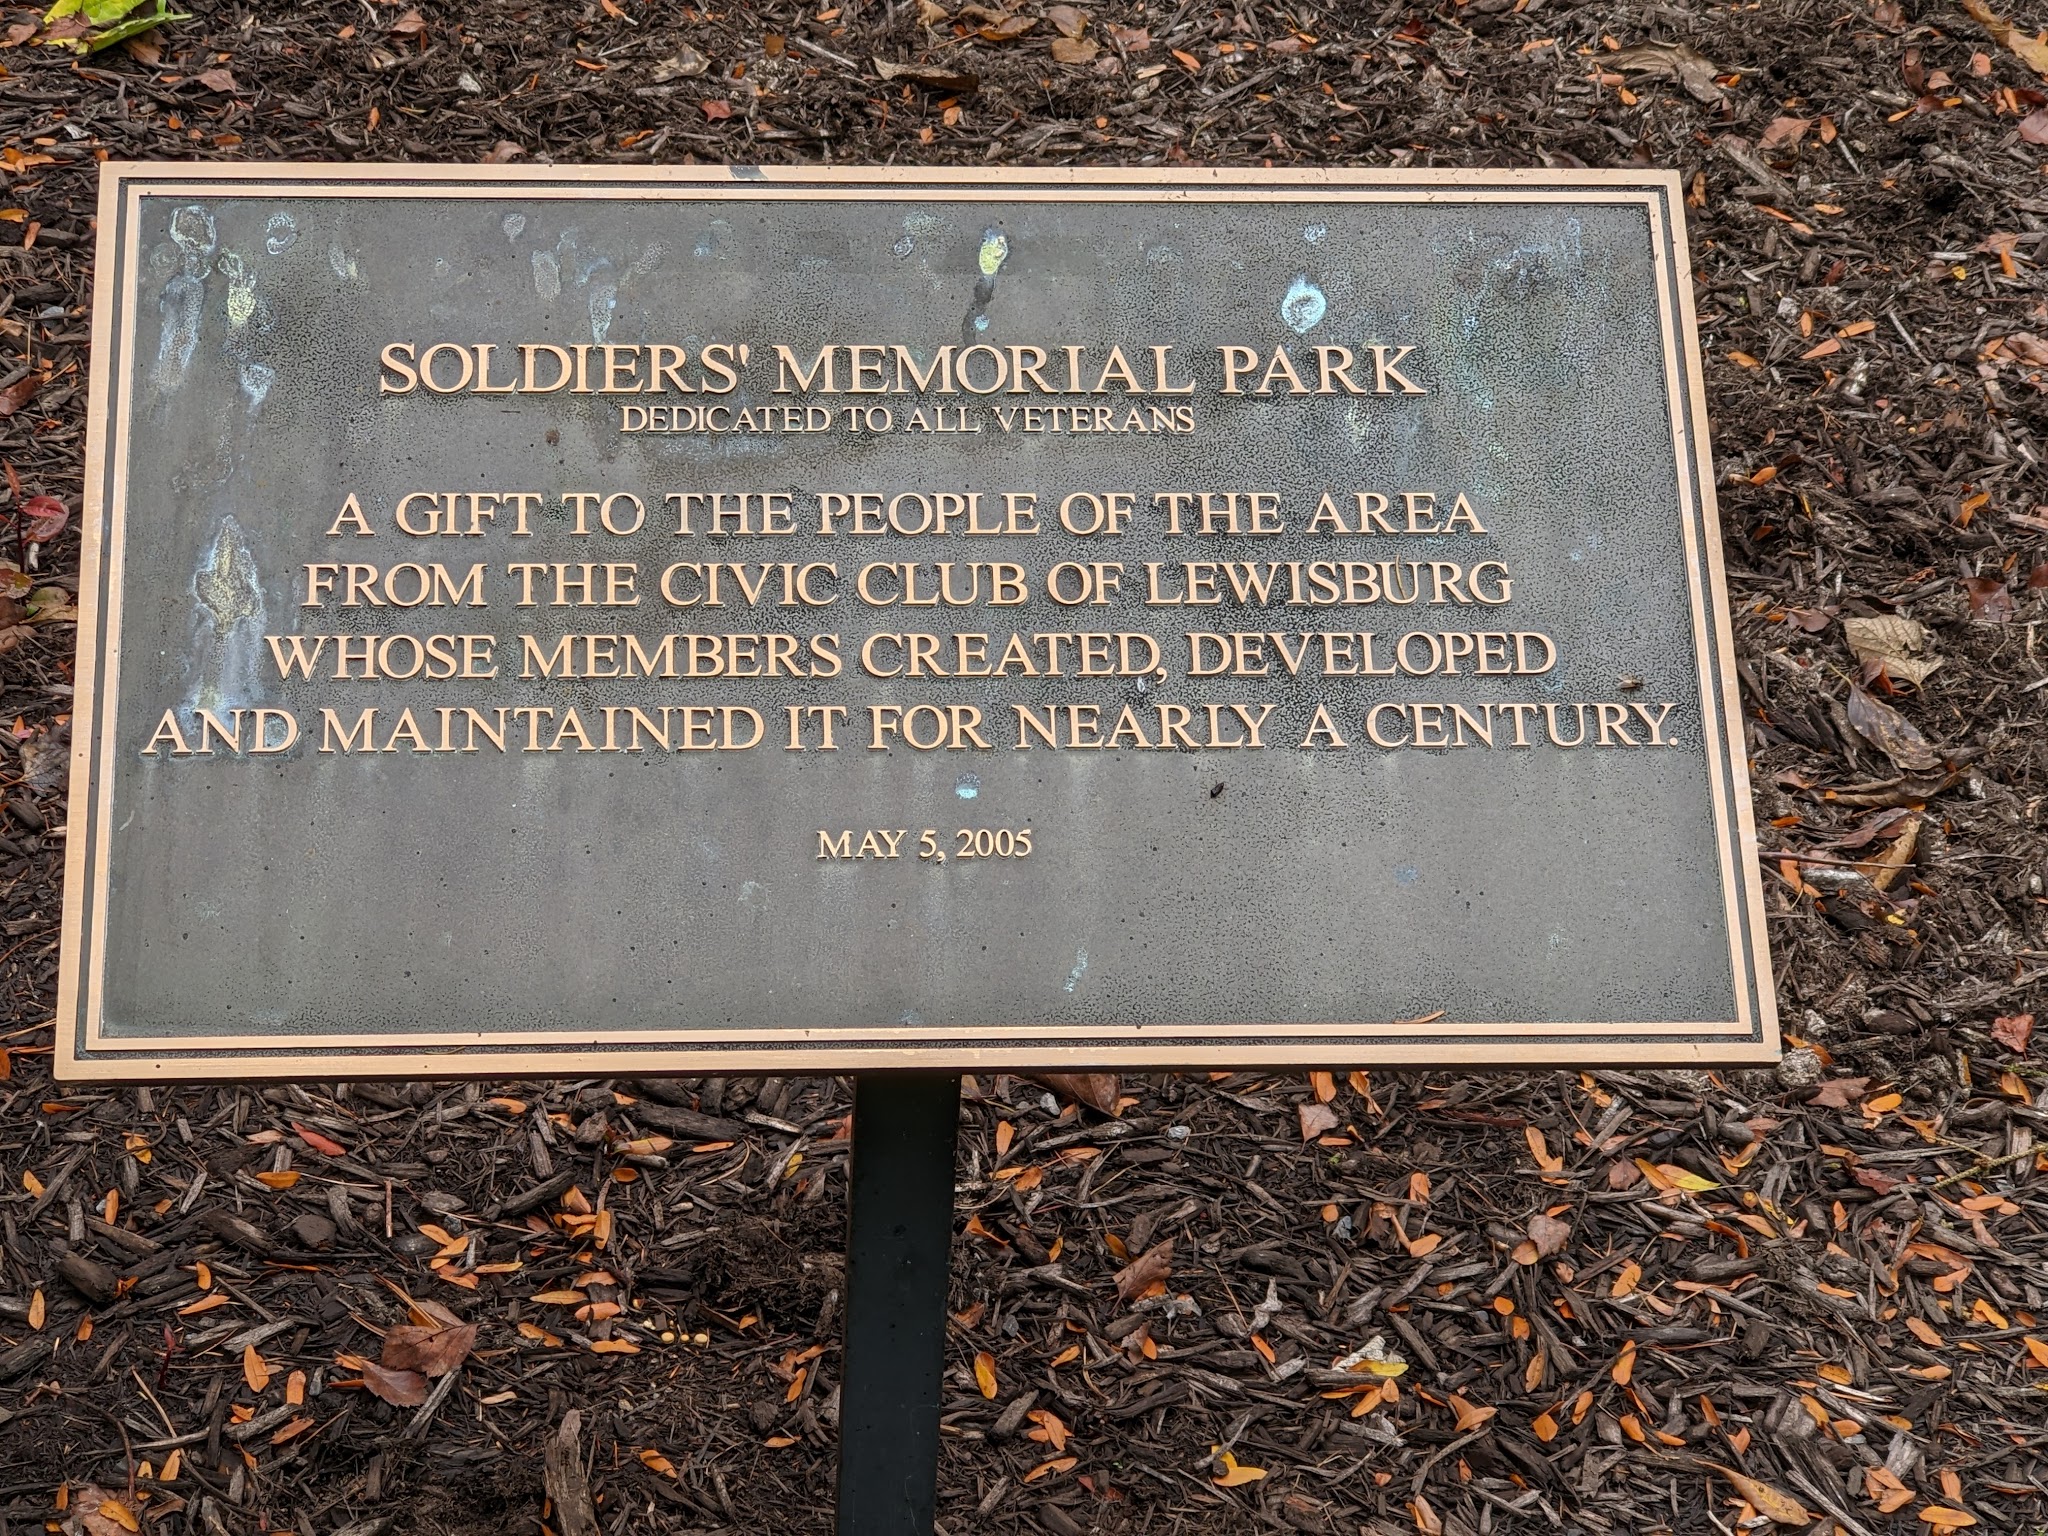 SOLDIERS' MEMORIAL PARK
DEDICATED TO ALL VETERANS
A GIFT TO THE PEOPLE OF THE AREA
FROM THE CIVIC CLUB OF LEWISBURG
WHOSE MEMBERS CREATED, DEVELOPED
AND MAINTAINED IT FOR NEARLY A CENTURY.
MAY 5, 2005